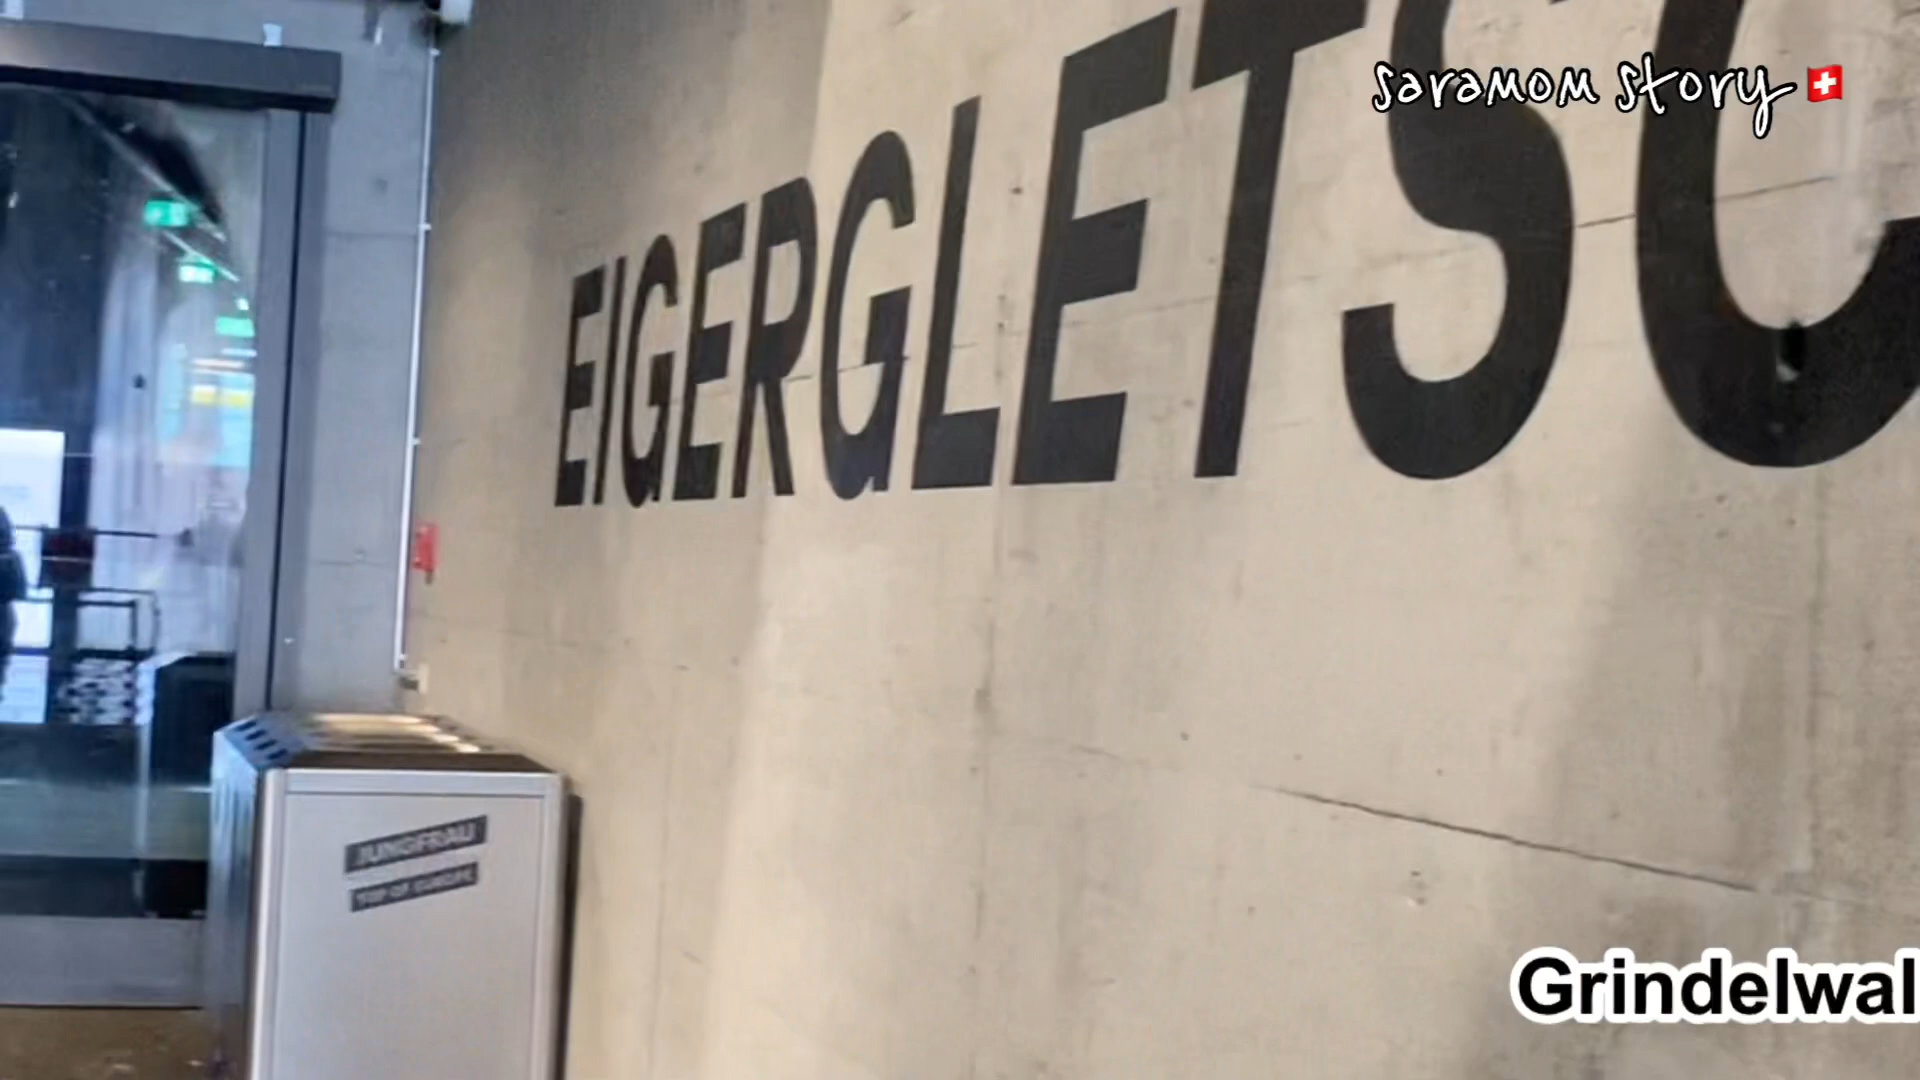 saramom story
EIGERGLETSC
JUNGFRAU
TOP OF EUROPE
Grindelwal